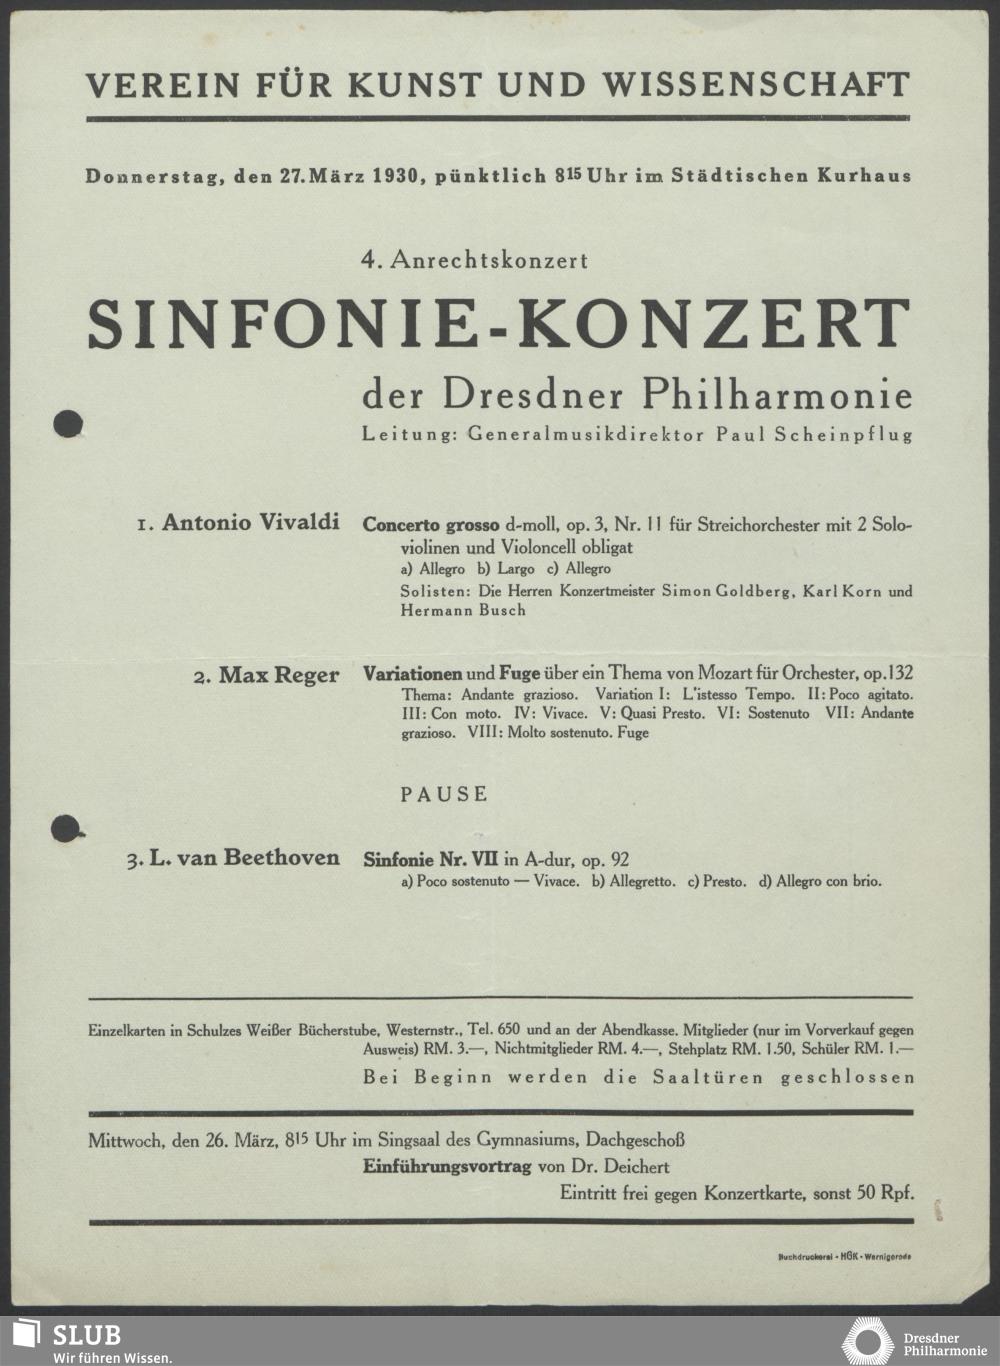 VEREIN FÜR KUNST UND WISSENSCHAFT
Donnerstag, den 27. März 1930, pünktlich 8¹⁵ Uhr im Städtischen Kurhaus
4. Anrechtskonzert
SINFONIE-KONZERT
der Dresdner Philharmonie
Leitung: Generalmusikdirektor Paul Scheinpflug
1. Antonio Vivaldi Concerto grosso d-moll, op. 3, Nr. 11 für Streichorchester mit 2 Solo-
violinen und Violoncell obligat
a) Allegro b) Largo c) Allegro
Solisten: Die Herren Konzertmeister Simon Goldberg, Karl Korn und
Hermann Busch
2. Max Reger Variationen und Fuge über ein Thema von Mozart für Orchester, op. 132
Thema: Andante grazioso. Variation I: L'istesso Tempo. II: Poco agitato.
III: Con moto. IV: Vivace. V: Quasi Presto. VI: Sostenuto VII: Andante
grazioso. VIII: Molto sostenuto. Fuge
PAUSE
3. L. van Beethoven Sinfonie Nr. VII in A-dur, op. 92
a) Poco sostenuto — Vivace. b) Allegretto. c) Presto. d) Allegro con brio.
Einzelkarten in Schulzes Weißer Bücherstube, Westernstr., Tel. 650 und an der Abendkasse. Mitglieder (nur im Vorverkauf gegen
Ausweis) RM. 3.—, Nichtmitglieder RM. 4.—, Stehplatz RM. 1.50, Schüler RM. 1.—
Bei Beginn werden die Saaltüren geschlossen
Mittwoch, den 26. März, 8¹⁵ Uhr im Singsaal des Gymnasiums, Dachgeschoß
Einführungsvortrag von Dr. Deichert
Eintritt frei gegen Konzertkarte, sonst 50 Rpf.
Buchdruckerei • HGK • Wernigerode
SLUB
Wir führen Wissen.
Dresdner
Philharmonie